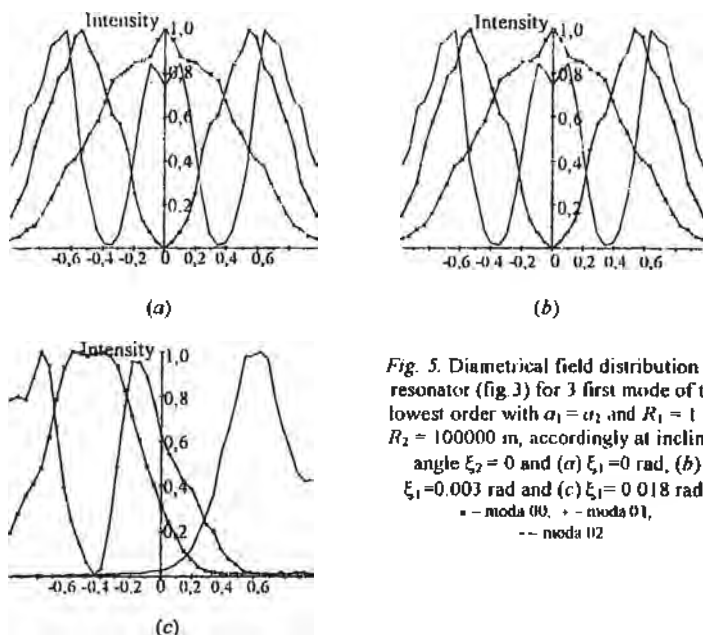 Intensity
1,0
0,8
0,6
0,4
0,2
-0,6 -0,4 -0,2 0 0,2 0,4 0,6
(a)
Intensity
1,0
0,8
0,6
0,4
0,2
-0,6 -0,4 -0,2 0 0,2 0,4 0,6
(b)
Intensity
1,0
0,8
0,6
0,4
0,2
-0,6 -0,4 -0,2 0 0,2 0,4 0,6
(c)
Fig. 5. Diametrical field distribution
resonator (fig.3) for 3 first mode of
lowest order with a₁ = a₂ and R₁ = 1
R₂ = 100000 m, accordingly at
angle ξ₂ = 0 and (a) ξ₁ =0 rad, (b)
ξ₁ =0.003 rad and (c) ξ₁= 0 018 rad
– moda 00, + – moda 01,
-– moda 02